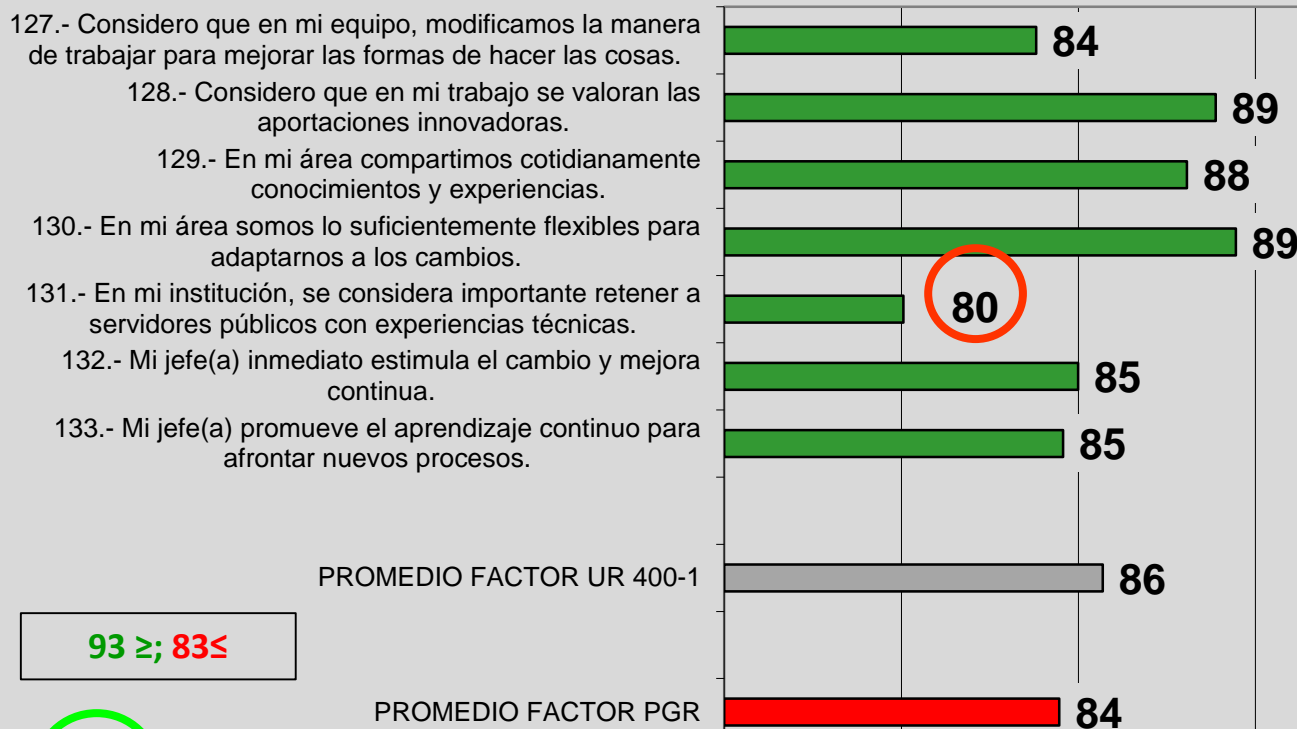 127.- Considero que en mi equipo, modificamos la manera
de trabajar para mejorar las formas de hacer las cosas.
84
128.- Considero que en mi trabajo se valoran las
aportaciones innovadoras.
89
129.- En mi área compartimos cotidianamente
conocimientos y experiencias.
88
130.- En mi área somos lo suficientemente flexibles para
adaptarnos a los cambios.
89
131.- En mi institución, se considera importante retener a
servidores públicos con experiencias técnicas.
80
132.- Mi jefe(a) inmediato estimula el cambio y mejora
continua.
85
133.- Mi jefe(a) promueve el aprendizaje continuo para
afrontar nuevos procesos.
85
PROMEDIO FACTOR UR 400-1
86
93 ≥; 83≤
PROMEDIO FACTOR PGR
84